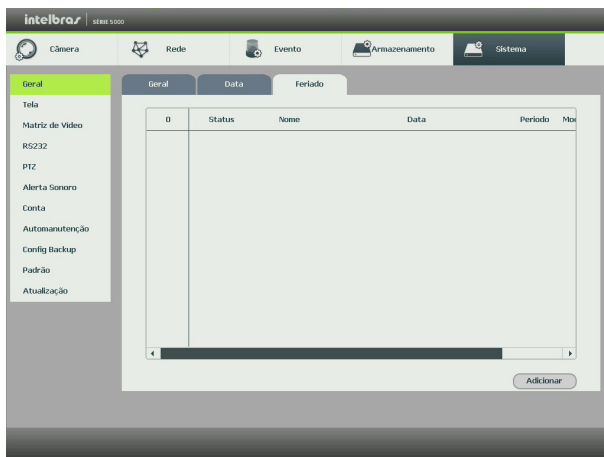 intelbras SÉRIE 5000
Câmera Rede Evento Armazenamento Sistema
Geral
Tela
Matriz de Vídeo
RS232
PTZ
Alerta Sonoro
Conta
Automanutenção
Config Backup
Padrão
Atualização
Geral Data Feriado
0 Status Nome Data Periodo Mo
Adicionar